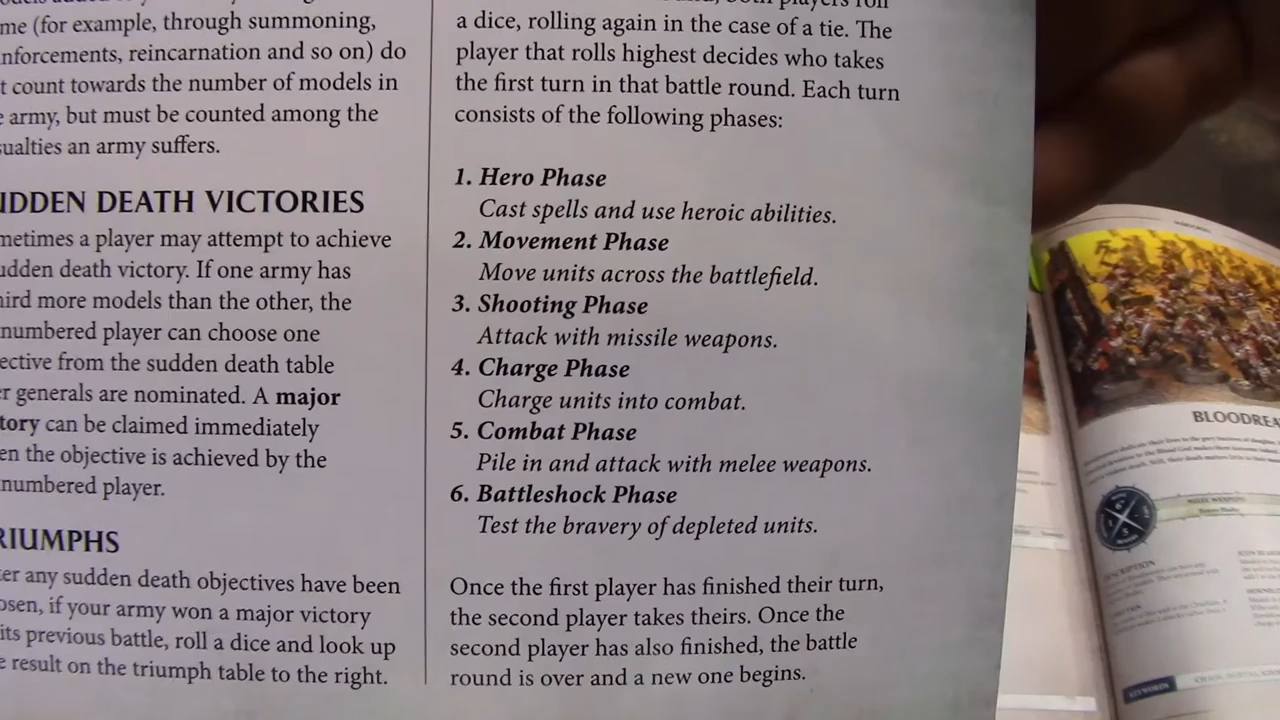 me (for example, through summoning,
nforcements, reincarnation and so on) do
t count towards the number of models in
e army, but must be counted among the
sualties an army suffers.
UDDEN DEATH VICTORIES
metimes a player may attempt to achieve
udden death victory. If one army has
hird more models than the other, the
numbered player can choose one
ective from the sudden death table
er generals are nominated. A major
tory can be claimed immediately
en the objective is achieved by the
numbered player.
RIUMPHS
ter any sudden death objectives have been
osen, if your army won a major victory
its previous battle, roll a dice and look up
e result on the triumph table to the right.
a dice, rolling again in the case of a tie. The
player that rolls highest decides who takes
the first turn in that battle round. Each turn
consists of the following phases:
1. Hero Phase
Cast spells and use heroic abilities.
2. Movement Phase
Move units across the battlefield.
3. Shooting Phase
Attack with missile weapons.
4. Charge Phase
Charge units into combat.
5. Combat Phase
Pile in and attack with melee weapons.
6. Battleshock Phase
Test the bravery of depleted units.
Once the first player has finished their turn,
the second player takes theirs. Once the
second player has also finished, the battle
round is over and a new one begins.
BLOODREA
DESCRIPTION
KEYWORDS